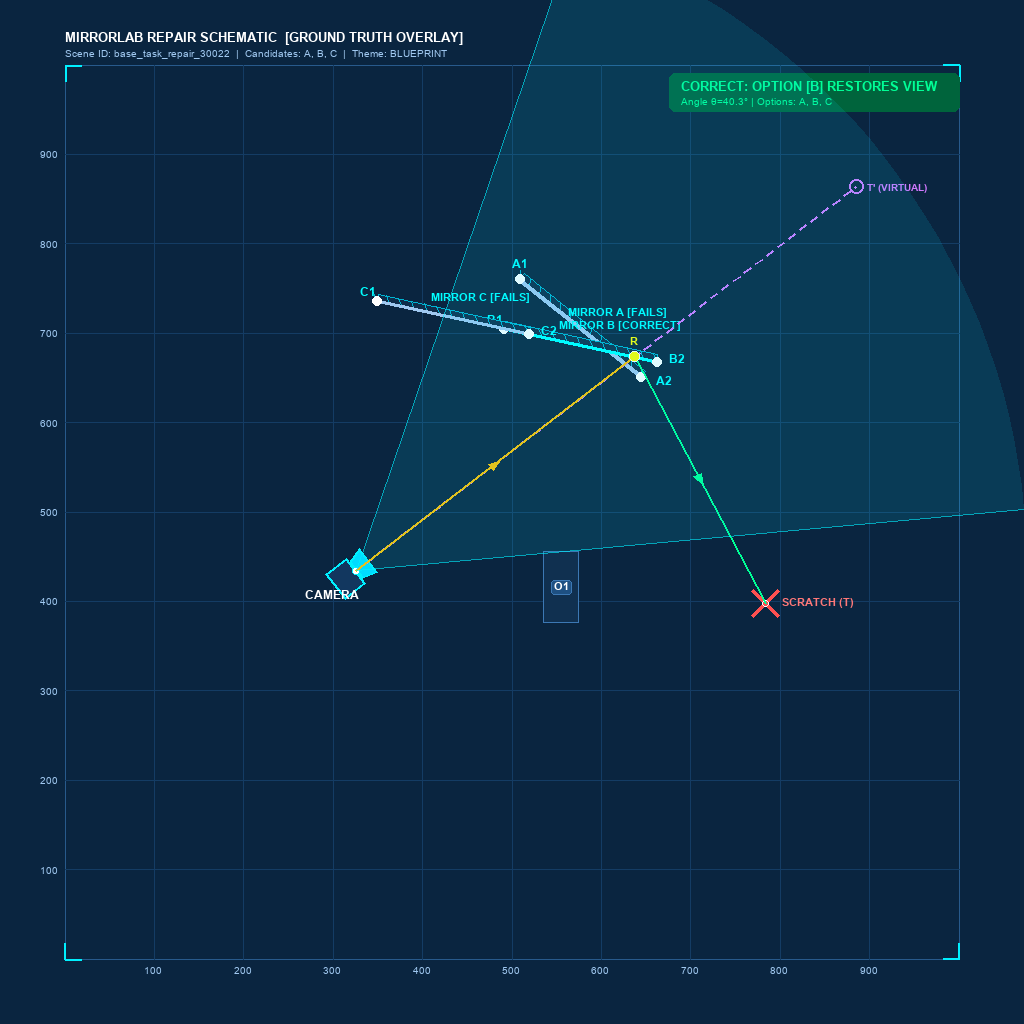 MIRRORLAB REPAIR SCHEMATIC [GROUND TRUTH OVERLAY]
Scene ID: base_task_repair_30022 | Candidates: A, B, C | Theme: BLUEPRINT
CORRECT: OPTION [B] RESTORES VIEW
Angle θ=40.3° | Options: A, B, C
900
T' (VIRTUAL)
800
A1
C1
MIRROR C [FAILS]
MIRROR A [FAILS]
B1
MIRROR B [CORRECT]
C2
700
R
B2
A2
600
500
O1
CAMERA
400
SCRATCH (T)
300
200
100
100
200
300
400
500
600
700
800
900